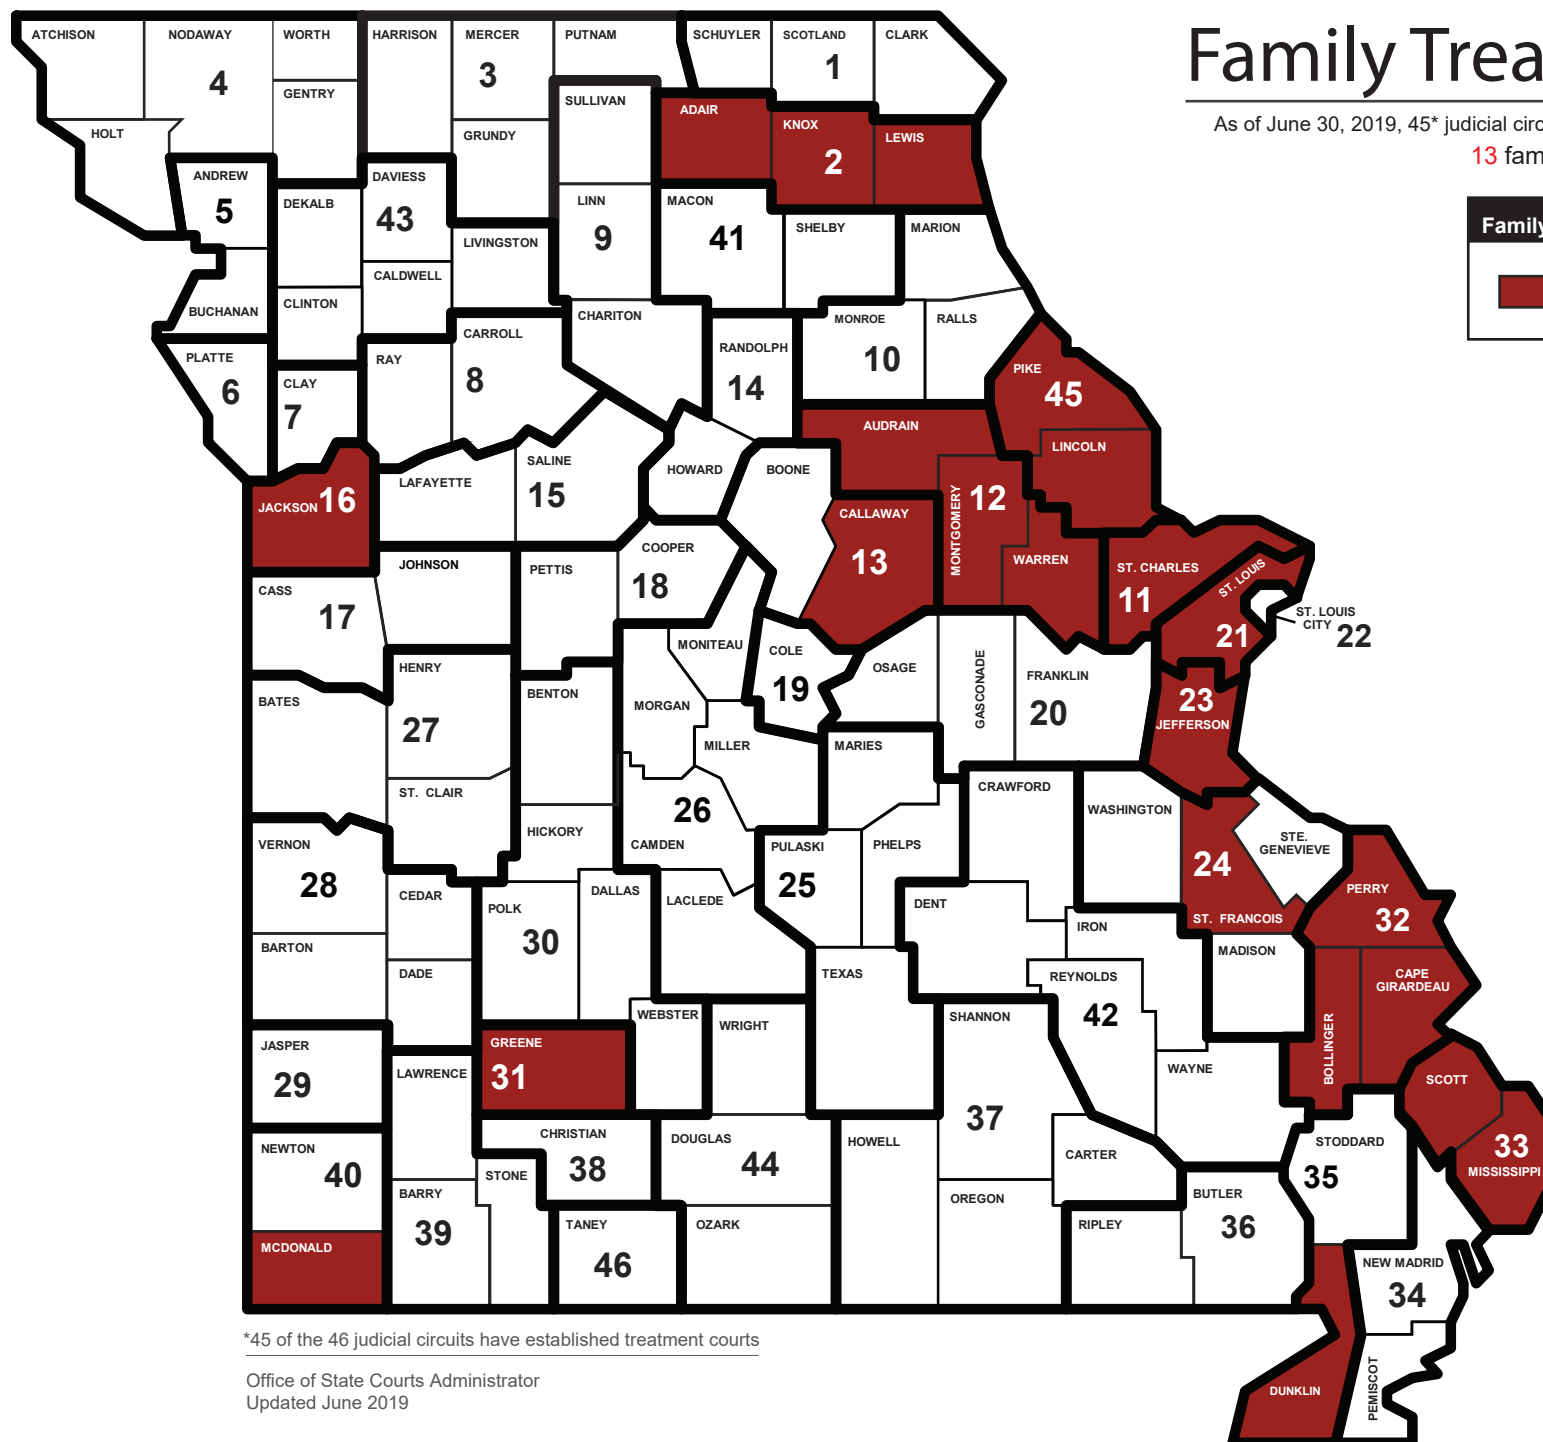 Family Trea
As of June 30, 2019, 45* judicial circ
13 fam
Family
ATCHISON
NODAWAY
4
WORTH
HARRISON
MERCER
3
PUTNAM
SCHUYLER
SCOTLAND
1
CLARK
GENTRY
HOLT
GRUNDY
SULLIVAN
ADAIR
KNOX
2
LEWIS
ANDREW
5
DEKALB
DAVIESS
43
LIVINGSTON
LINN
9
MACON
41
SHELBY
MARION
CALDWELL
CLINTON
BUCHANAN
CHARITON
MONROE
RALLS
10
CARROLL
8
RANDOLPH
14
PLATTE
6
RAY
CLAY
7
PIKE
45
AUDRAIN
LINCOLN
SALINE
15
HOWARD
BOONE
LAFAYETTE
JACKSON 16
CALLAWAY
13
MONTGOMERY
12
WARREN
COOPER
18
JOHNSON
PETTIS
ST. CHARLES
11
ST. LOUIS
21
ST. LOUIS
CITY 22
CASS
17
MONITEAU
COLE
19
OSAGE
GASCONADE
FRANKLIN
20
HENRY
27
BATES
BENTON
MORGAN
MILLER
MARIES
23
JEFFERSON
ST. CLAIR
26
CAMDEN
CRAWFORD
WASHINGTON
HICKORY
VERNON
28
PULASKI
25
PHELPS
STE.
GENEVIEVE
24
ST. FRANCOIS
PERRY
32
CEDAR
POLK
30
DALLAS
LACLEDE
DENT
IRON
MADISON
BARTON
DADE
TEXAS
REYNOLDS
42
CAPE
GIRARDEAU
WEBSTER
WRIGHT
SHANNON
37
BOLLINGER
JASPER
29
GREENE
31
LAWRENCE
WAYNE
SCOTT
NEWTON
40
CHRISTIAN
38
DOUGLAS
44
HOWELL
CARTER
STODDARD
35
33
MISSISSIPPI
STONE
BARRY
39
OREGON
BUTLER
36
TANEY
46
OZARK
RIPLEY
MCDONALD
NEW MADRID
34
DUNKLIN
PEMISCOT
*45 of the 46 judicial circuits have established treatment courts
Office of State Courts Administrator
Updated June 2019